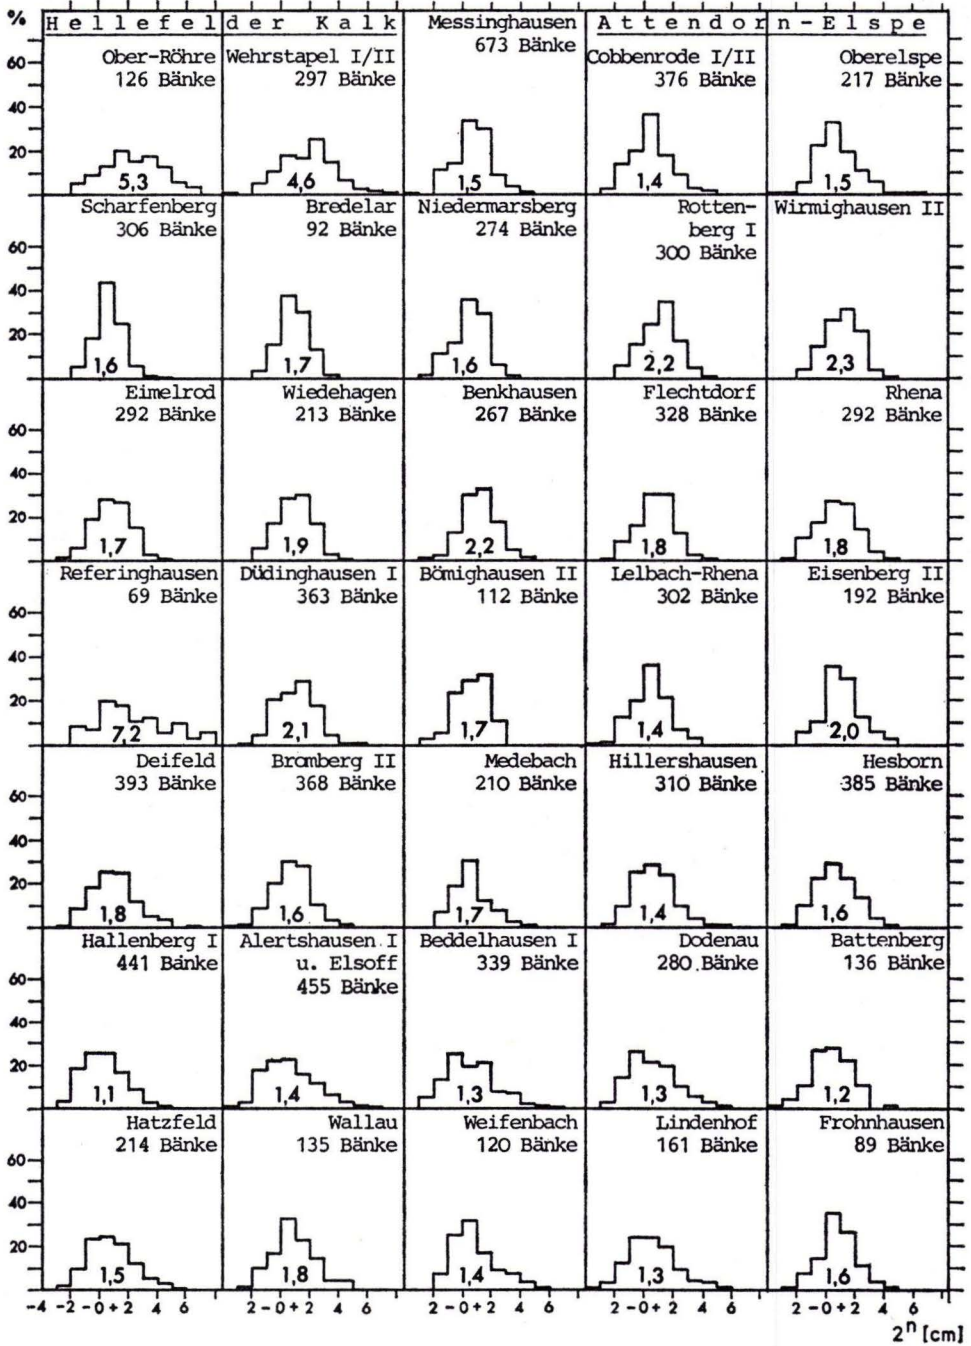 %
H e l l e f e l d e r K a l k
A t t e n d o r n - E l s p e
Ober-Röhre
126 Bänke
60
40
20
5,3
Wehrstapel I/II
297 Bänke
4,6
Messinghausen
673 Bänke
1,5
Cobbenrode I/II
376 Bänke
1,4
Oberelspe
217 Bänke
1,5
Scharfenberg
306 Bänke
60
40
20
1,6
Bredelar
92 Bänke
1,7
Niedermarsberg
274 Bänke
1,6
Rotten-
berg I
300 Bänke
2,2
Wirmighausen II
2,3
Eimelrod
292 Bänke
60
40
20
1,7
Wiedehagen
213 Bänke
1,9
Benkhausen
267 Bänke
2,2
Flechtdorf
328 Bänke
1,8
Rhena
292 Bänke
1,8
Referinghausen
69 Bänke
60
40
20
7,2
Düdinghausen I
363 Bänke
2,1
Bömighausen II
112 Bänke
1,7
Lelbach-Rhena
302 Bänke
1,4
Eisenberg II
192 Bänke
2,0
Deifeld
393 Bänke
60
40
20
1,8
Bromberg II
368 Bänke
1,6
Medebach
210 Bänke
1,7
Hillershausen
310 Bänke
1,4
Hesborn
385 Bänke
1,6
Hallenberg I
441 Bänke
60
40
20
1,1
Alertshausen I
u. Elsoff
455 Bänke
1,4
Beddelhausen I
339 Bänke
1,3
Dodenau
280 Bänke
1,3
Battenberg
136 Bänke
1,2
Hatzfeld
214 Bänke
60
40
20
1,5
Wallau
135 Bänke
1,8
Weifenbach
120 Bänke
1,4
Lindenhof
161 Bänke
1,3
Frohnhausen
89 Bänke
1,6
-4 -2 -0+ 2 6 2 -0+ 2 6 2 -0+ 2 6 2 -0+ 2 6 2 -0+ 2 4 6
2ⁿ [cm]